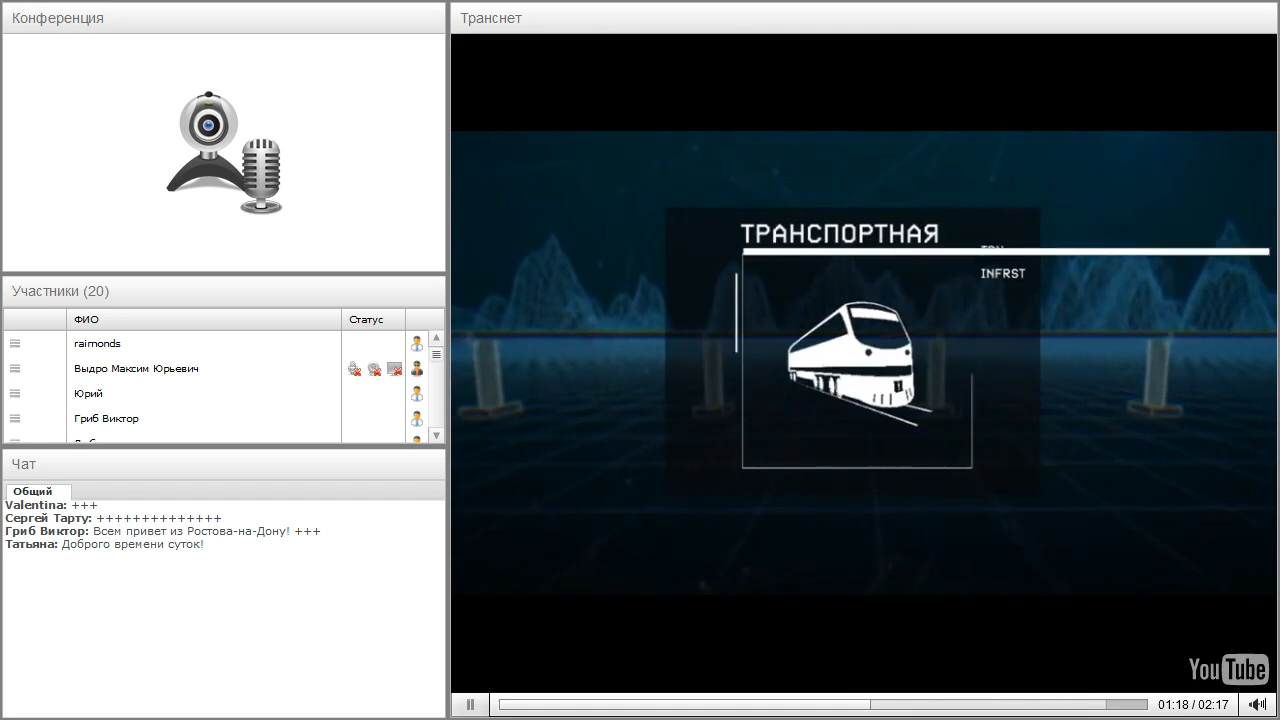 Конференция
Транснет
ТРАНСПОРТНАЯ
INFRST
Участники (20)
ФИО Статус
raimonds
Выдро Максим Юрьевич
Юрий
Гриб Виктор
Чат
Общий
Valentina: +++
Сергей Тарту: ++++++++++++++
Гриб Виктор: Всем привет из Ростова-на-Дону! +++
Татьяна: Доброго времени суток!
YouTube
01:18 / 02:17